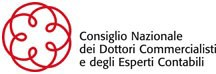 Consiglio Nazionale
dei Dottori Commercialisti
e degli Esperti Contabili